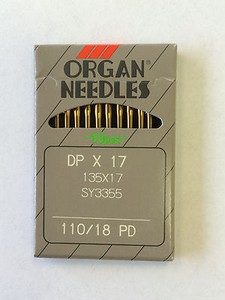 ORGAN®
NEEDLES
DP X 17
135X17
SY3355
110/18 PD